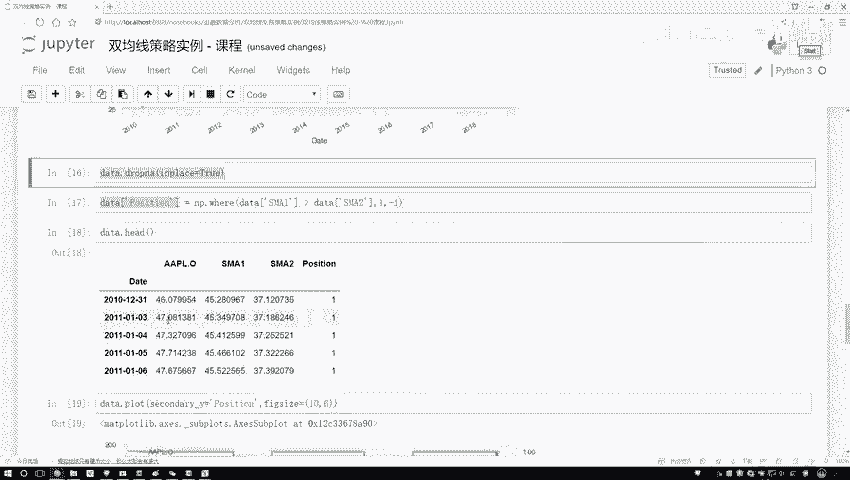 双均线策略实例 - 课程
http://localhost
jupyter 双均线策略实例 - 课程 (unsaved changes)
File Edit View Insert Cell Kernel Widgets Help
Trusted Python 3
Code
25
2010 2011 2012 2013 2014 2015 2016 2017 2018
Date
In [16]: data.dropna(inplace=True)
In [17]: data['Position'] = np.where(data['SMA1'] > data['SMA2'],1,-1)
In [18]: data.head()
Out[18]:
AAPL.O SMA1 SMA2 Position
Date
2010-12-31 46.079954 45.280967 37.120735 1
2011-01-03 47.081381 45.349708 37.186246 1
2011-01-04 47.327096 45.412599 37.252521 1
2011-01-05 47.714238 45.466102 37.322266 1
2011-01-06 47.675667 45.522565 37.392079 1
In [19]: data.plot(secondary_y='Position',figsize=(10,6))
Out[19]: <matplotlib.axes._subplots.AxesSubplot at 0x12c33678a90>
200
AAPL.O
100